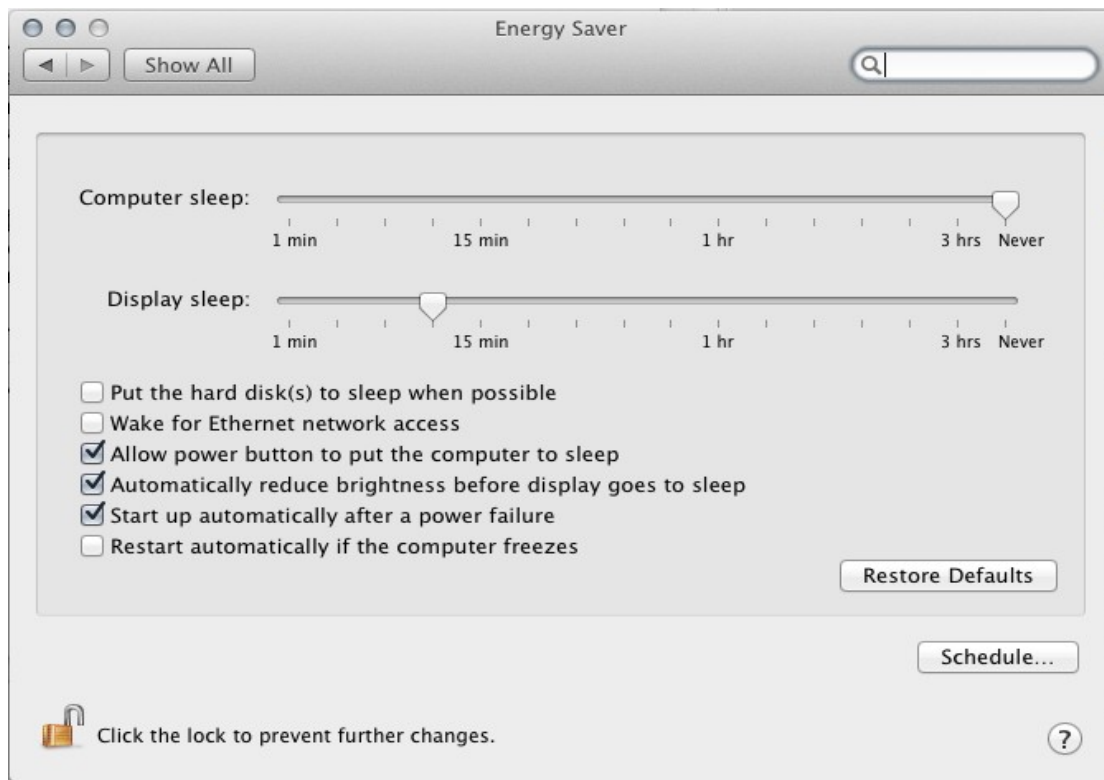 Energy Saver
Show All
Computer sleep:
1 min 15 min 1 hr 3 hrs Never
Display sleep:
1 min 15 min 1 hr 3 hrs Never
Put the hard disk(s) to sleep when possible
Wake for Ethernet network access
Allow power button to put the computer to sleep
Automatically reduce brightness before display goes to sleep
Start up automatically after a power failure
Restart automatically if the computer freezes
Restore Defaults
Schedule...
Click the lock to prevent further changes. ?